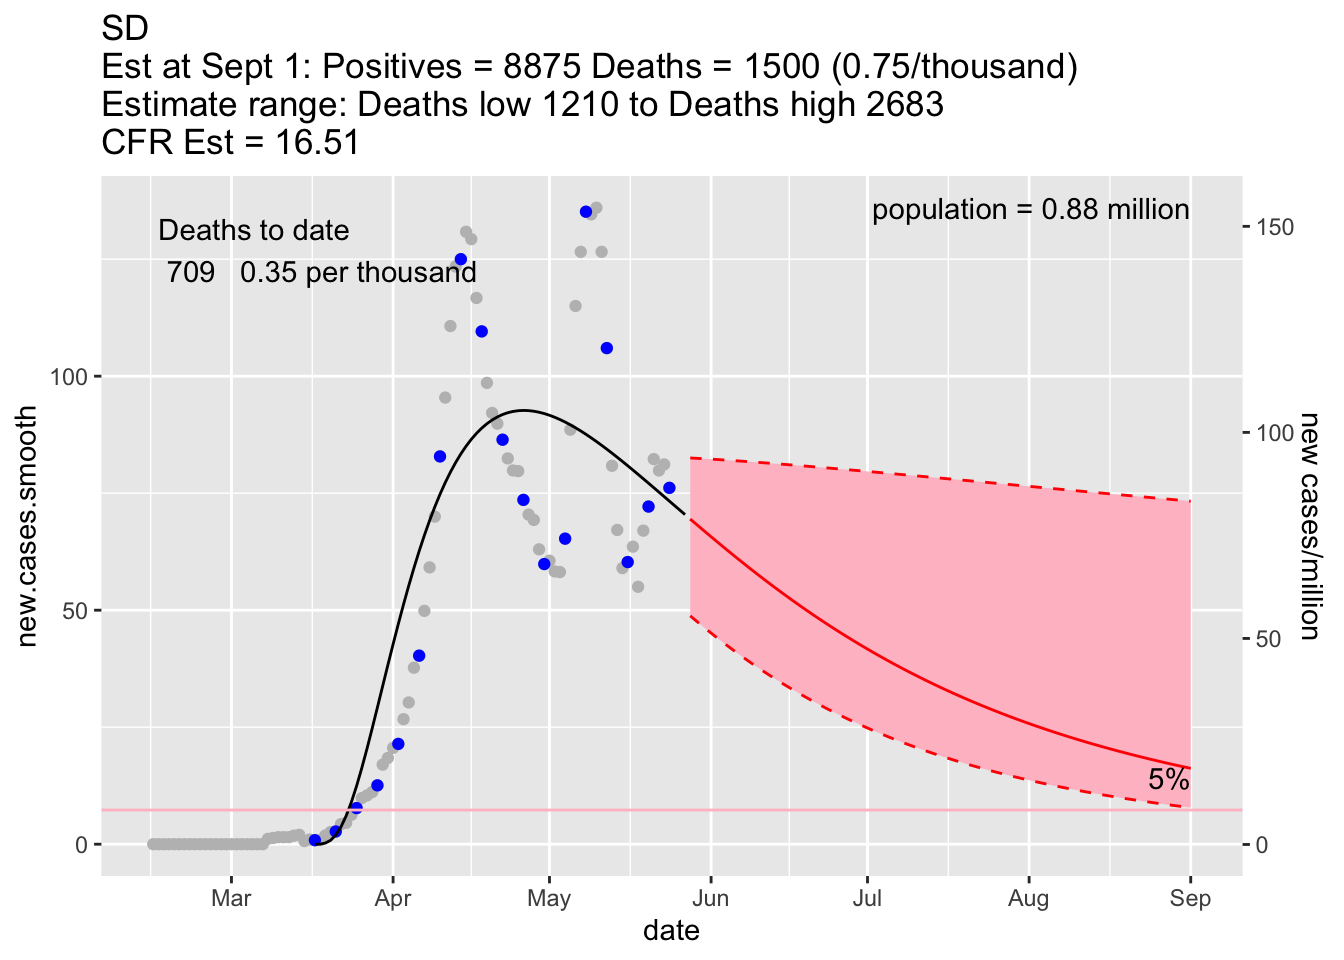 SD
Est at Sept 1: Positives = 8875 Deaths = 1500 (0.75/thousand)
Estimate range: Deaths low 1210 to Deaths high 2683
CFR Est = 16.51
Deaths to date
709 0.35 per thousand
population = 0.88 million
150
100
100
50
50
0
0
5%
new.cases.smooth
new cases/million
Mar Apr May Jun Jul Aug Sep
date